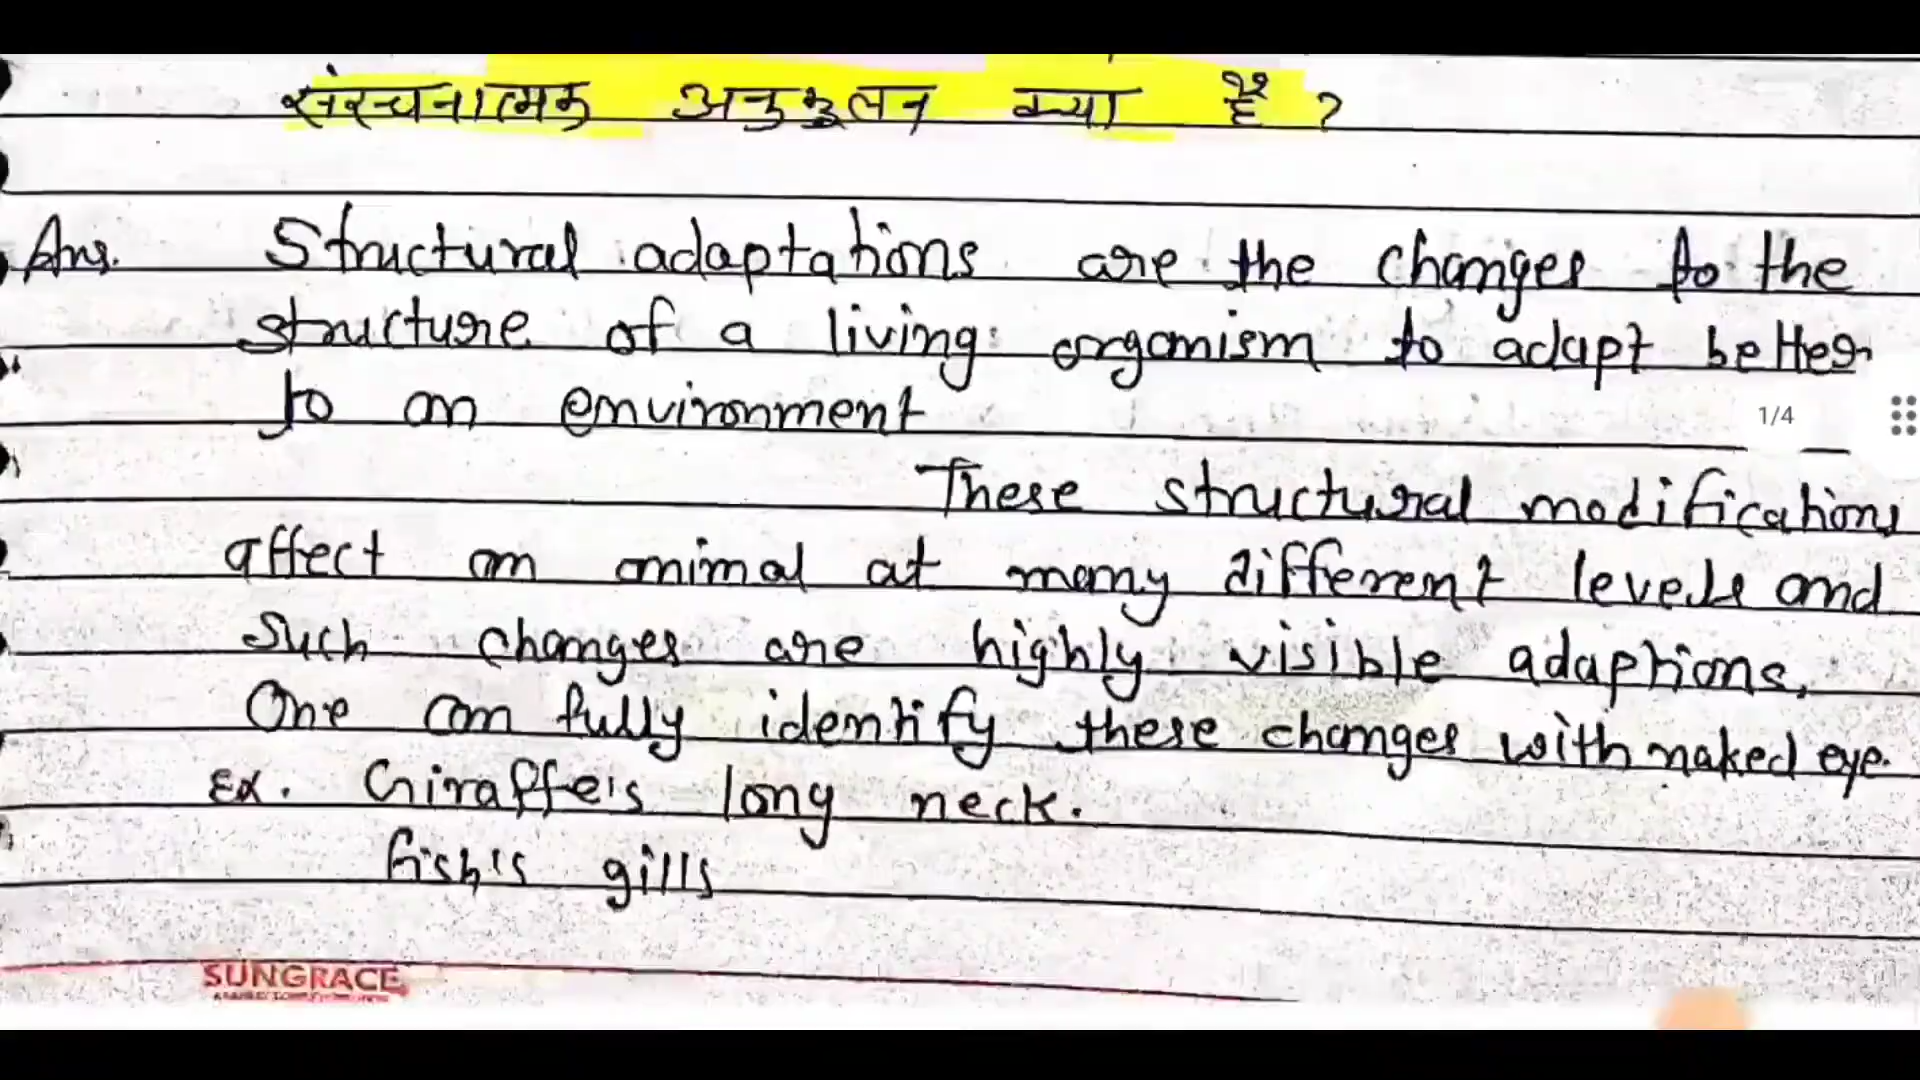 संरचनात्मक अनुकूलन क्या है ?
Ans. Structural adaptations are the changes to the
structure of a living organism to adapt better
to an environment
1/4
These structural modifications
affect an animal at many different levels and
such changes are highly visible adaptions,
One can fully identify these changes with naked eye.
Ex. Giraffe's long neck.
fish's gills
SUNGRACE